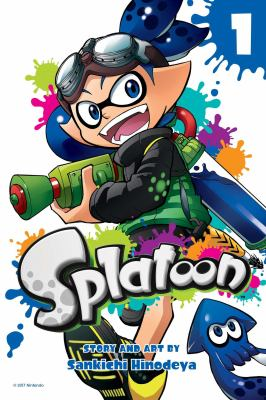 1
Splatoon
STORY AND ART BY
Sankichi Hinodeya
© 2017 Nintendo